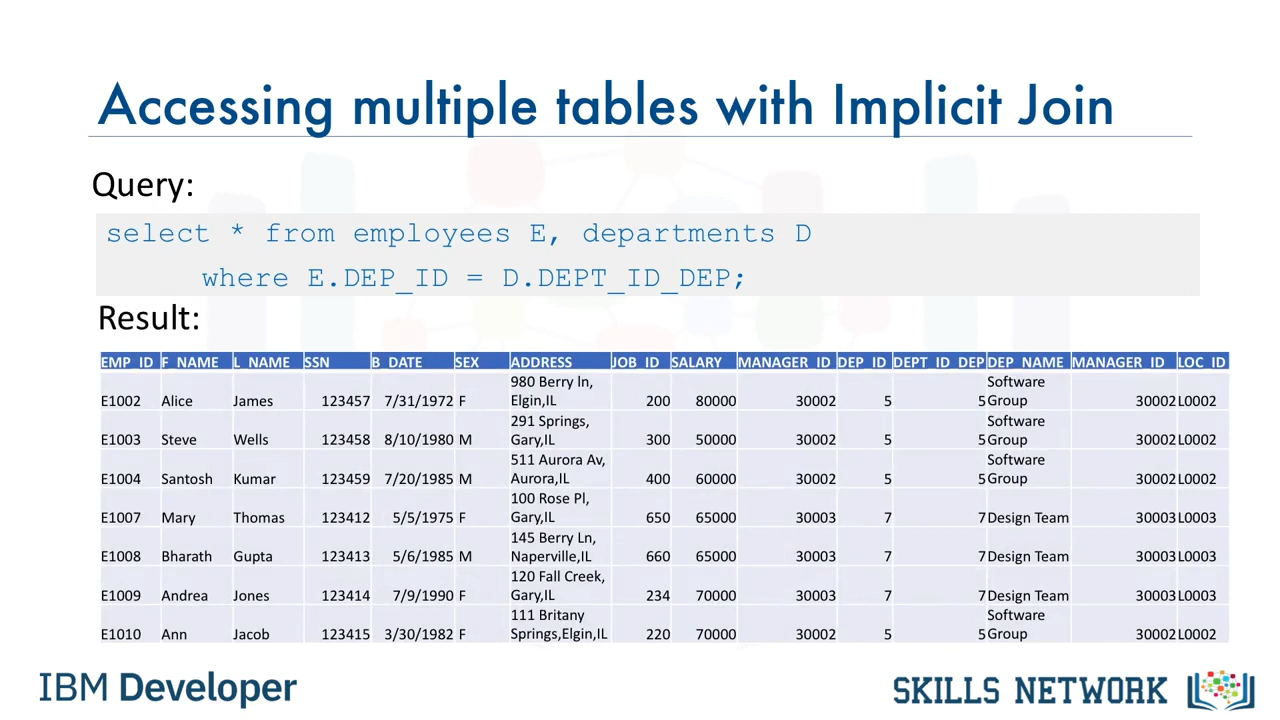 Accessing multiple tables with Implicit Join
Query:
select * from employees E, departments D
where E.DEP_ID = D.DEPT_ID_DEP;
Result:
EMP_ID F_NAME L_NAME SSN B_DATE SEX ADDRESS JOB_ID SALARY MANAGER_ID DEP_ID DEPT_ID_DEP DEP_NAME MANAGER_ID LOC_ID
E1002 Alice James 123457 7/31/1972 F 980 Berry ln, Elgin,IL 200 80000 30002 5 5 Software Group 30002 L0002
E1003 Steve Wells 123458 8/10/1980 M 291 Springs, Gary,IL 300 50000 30002 5 5 Software Group 30002 L0002
E1004 Santosh Kumar 123459 7/20/1985 M 511 Aurora Av, Aurora,IL 400 60000 30002 5 5 Software Group 30002 L0002
E1007 Mary Thomas 123412 5/5/1975 F 100 Rose Pl, Gary,IL 650 65000 30003 7 7 Design Team 30003 L0003
E1008 Bharath Gupta 123413 5/6/1985 M 145 Berry Ln, Naperville,IL 660 65000 30003 7 7 Design Team 30003 L0003
E1009 Andrea Jones 123414 7/9/1990 F 120 Fall Creek, Gary,IL 234 70000 30003 7 7 Design Team 30003 L0003
E1010 Ann Jacob 123415 3/30/1982 F 111 Britany Springs,Elgin,IL 220 70000 30002 5 5 Software Group 30002 L0002
IBM Developer
SKILLS NETWORK